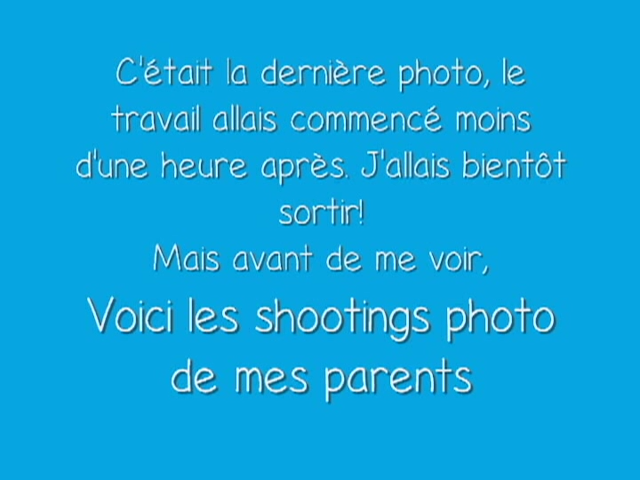 C'était la dernière photo, le
travail allais commencé moins
d'une heure après. J'allais bientôt
sortir!
Mais avant de me voir,
Voici les shootings photo
de mes parents